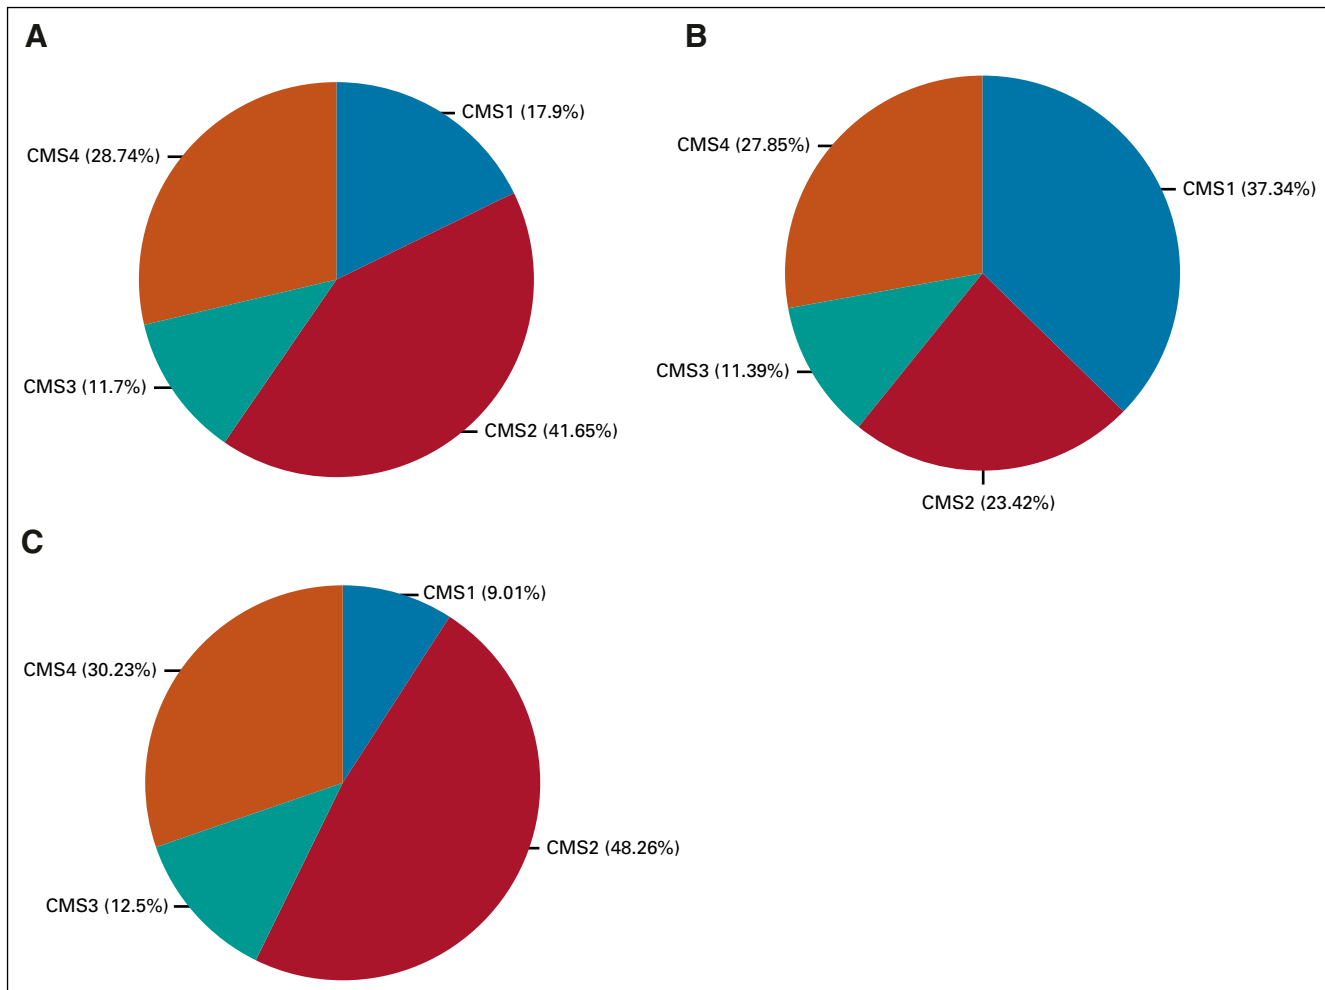 A
CMS1 (17.9%)
CMS4 (28.74%)
CMS3 (11.7%)
CMS2 (41.65%)
B
CMS4 (27.85%)
CMS1 (37.34%)
CMS3 (11.39%)
CMS2 (23.42%)
C
CMS1 (9.01%)
CMS4 (30.23%)
CMS2 (48.26%)
CMS3 (12.5%)